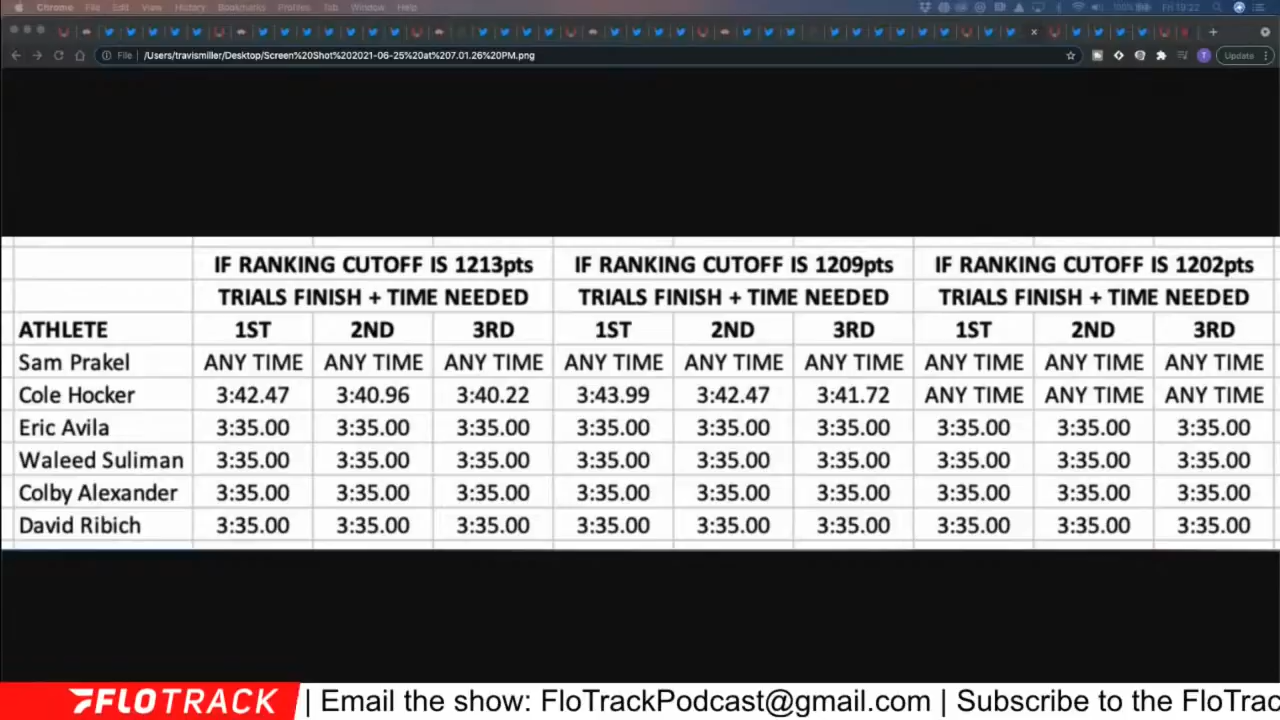 Chrome File Edit View History Bookmarks Profiles Tab Window Help 100% Fri 19:22
File /Users/travismiller/Desktop/Screen%20Shot%202021-06-25%20at%207.01.26%20PM.png T Update
IF RANKING CUTOFF IS 1213pts IF RANKING CUTOFF IS 1209pts IF RANKING CUTOFF IS 1202pts
TRIALS FINISH + TIME NEEDED TRIALS FINISH + TIME NEEDED TRIALS FINISH + TIME NEEDED
ATHLETE 1ST 2ND 3RD 1ST 2ND 3RD 1ST 2ND 3RD
Sam Prakel ANY TIME ANY TIME ANY TIME ANY TIME ANY TIME ANY TIME ANY TIME ANY TIME ANY TIME
Cole Hocker 3:42.47 3:40.96 3:40.22 3:43.99 3:42.47 3:41.72 ANY TIME ANY TIME ANY TIME
Eric Avila 3:35.00 3:35.00 3:35.00 3:35.00 3:35.00 3:35.00 3:35.00 3:35.00 3:35.00
Waleed Suliman 3:35.00 3:35.00 3:35.00 3:35.00 3:35.00 3:35.00 3:35.00 3:35.00 3:35.00
Colby Alexander 3:35.00 3:35.00 3:35.00 3:35.00 3:35.00 3:35.00 3:35.00 3:35.00 3:35.00
David Ribich 3:35.00 3:35.00 3:35.00 3:35.00 3:35.00 3:35.00 3:35.00 3:35.00 3:35.00
FLOTRACK | Email the show: FloTrackPodcast@gmail.com | Subscribe to the FloTrac